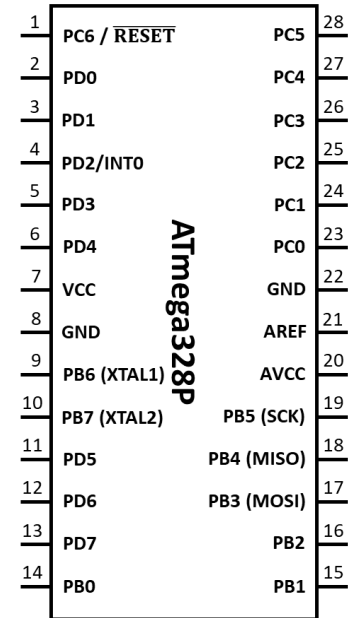 1 PC6 / RESET PC5 28
2 PD0 PC4 27
3 PD1 PC3 26
4 PD2/INT0 PC2 25
5 PD3 PC1 24
6 PD4 PC0 23
7 VCC GND 22
8 GND AREF 21
9 PB6 (XTAL1) AVCC 20
10 PB7 (XTAL2) PB5 (SCK) 19
11 PD5 PB4 (MISO) 18
12 PD6 PB3 (MOSI) 17
13 PD7 PB2 16
14 PB0 PB1 15
ATmega328P